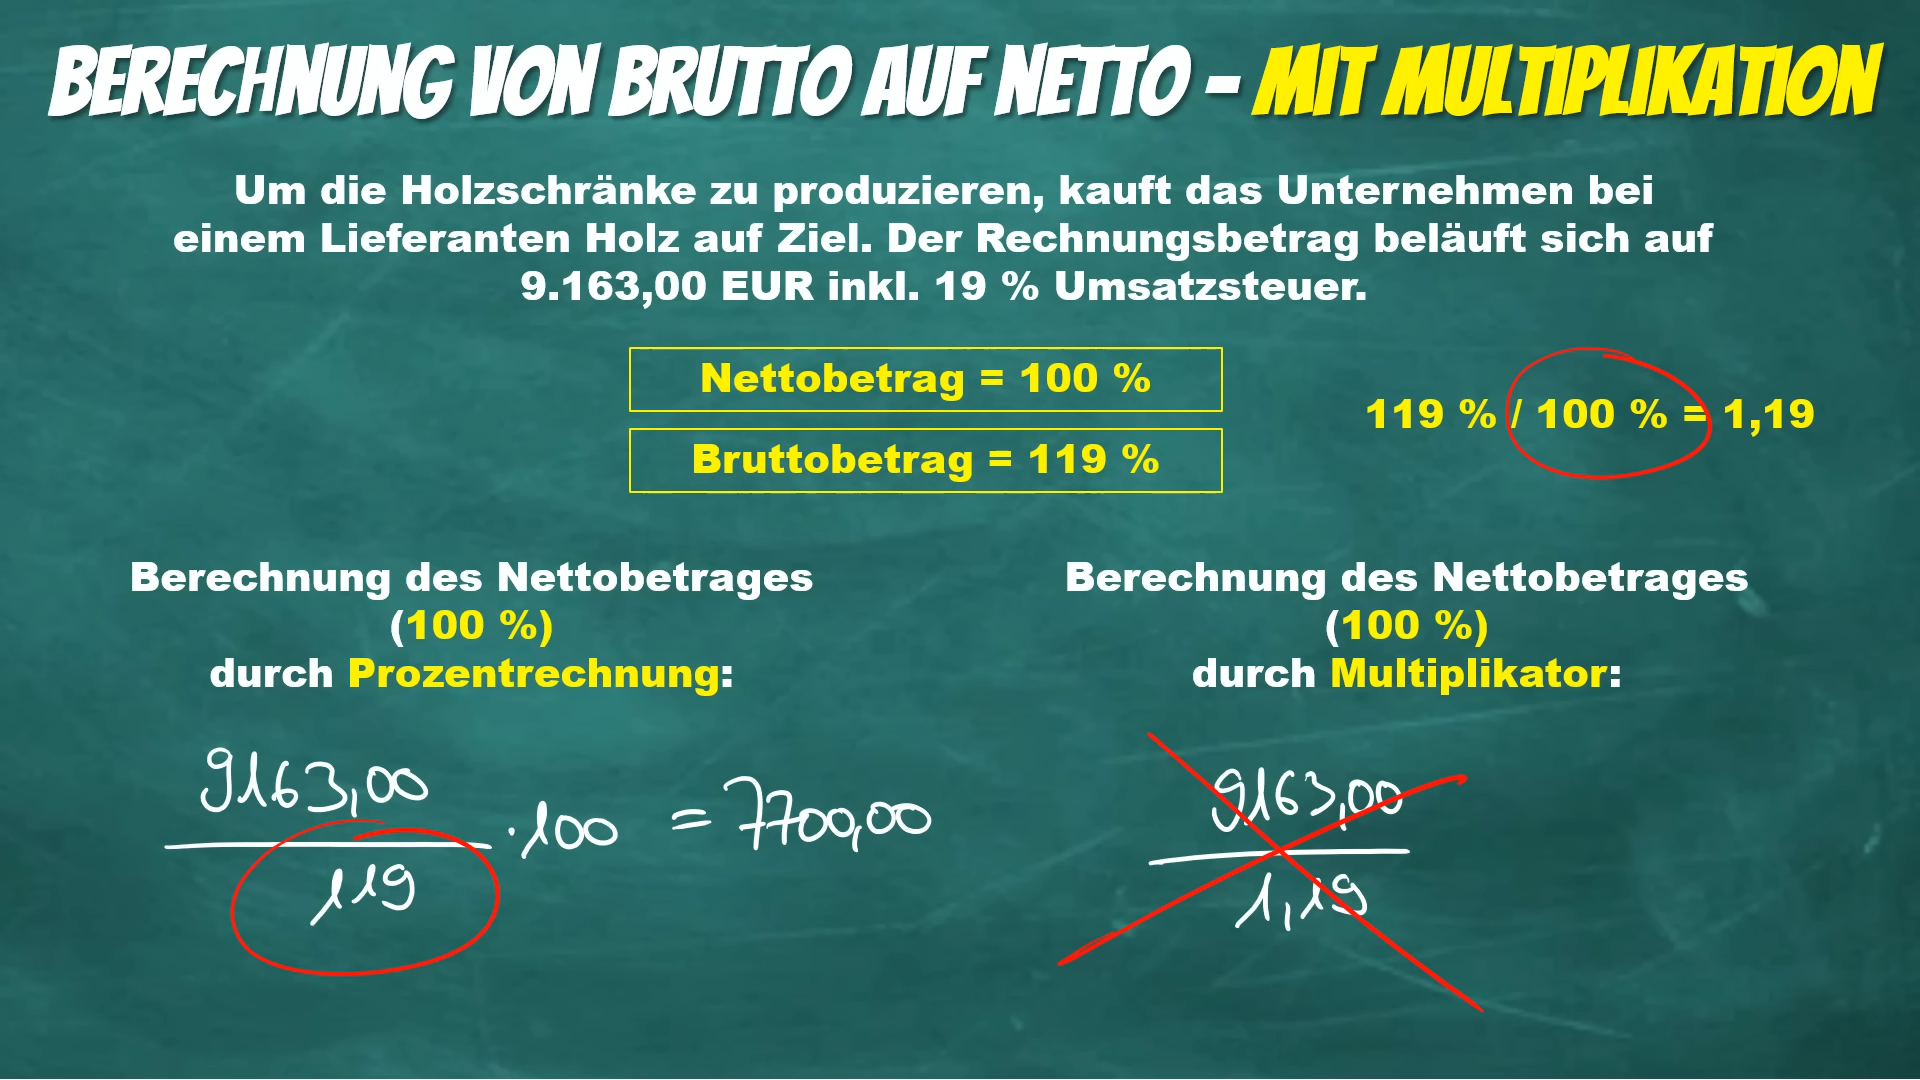 BERECHNUNG VON BRUTTO AUF NETTO - MIT MULTIPLIKATION
Um die Holzschränke zu produzieren, kauft das Unternehmen bei
einem Lieferanten Holz auf Ziel. Der Rechnungsbetrag beläuft sich auf
9.163,00 EUR inkl. 19 % Umsatzsteuer.
Nettobetrag = 100 %
119 % / 100 % = 1,19
Bruttobetrag = 119 %
Berechnung des Nettobetrages
(100 %)
durch Prozentrechnung:
9163,00
119
· 100 = 7700,00
Berechnung des Nettobetrages
(100 %)
durch Multiplikator:
9163,00
1,19